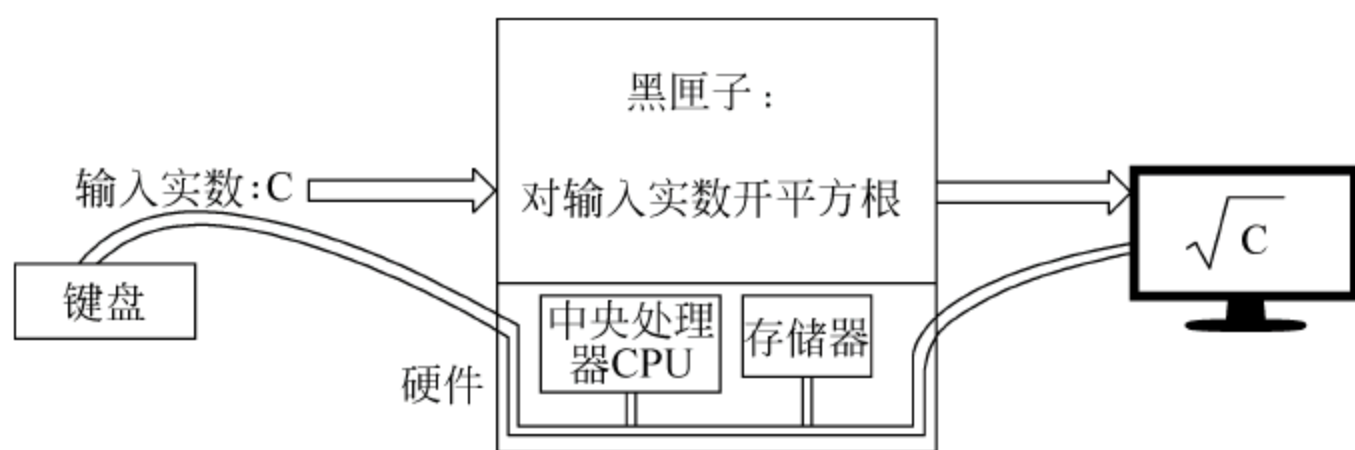 黑匣子：
输入实数:C
对输入实数开平方根
√C
键盘
中央处理
器CPU
存储器
硬件